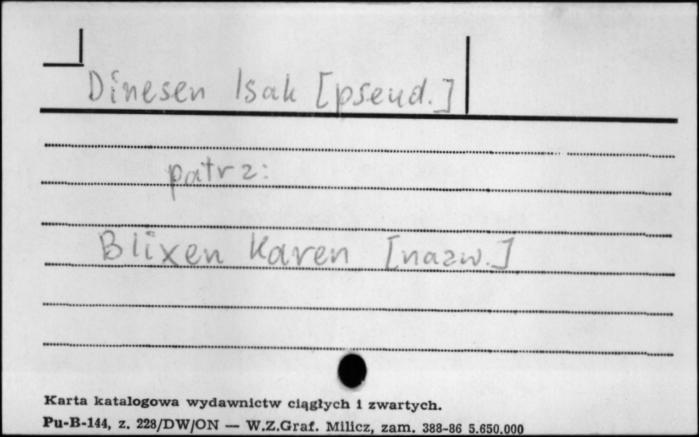 Dinesen Isak [pseud.]
patrz:
Blixen Karen [nazw.]
Karta katalogowa wydawnictw ciągłych i zwartych.
Pu-B-144, z. 228/DW/ON — W.Z.Graf. Milicz, zam. 388-86 5.650.000